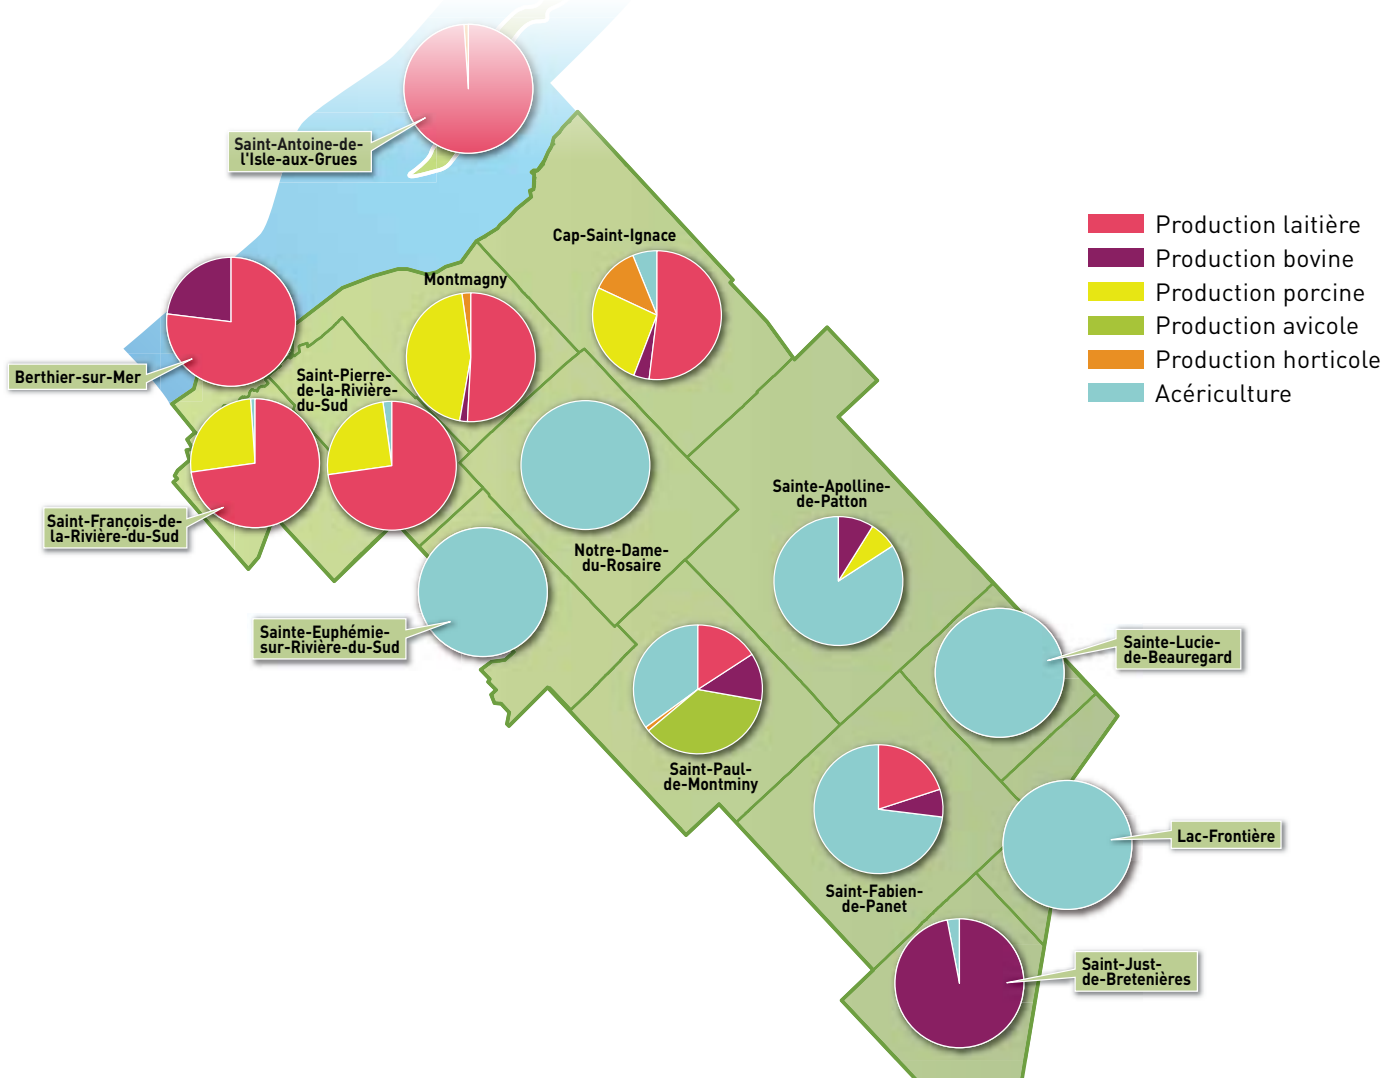 Saint-Antoine-de-
l'Isle-aux-Grues
Cap-Saint-Ignace
Montmagny
Berthier-sur-Mer
Saint-Pierre-
de-la-Rivière-
du-Sud
Saint-François-de-
la-Rivière-du-Sud
Notre-Dame-
du-Rosaire
Sainte-Apolline-
de-Patton
Sainte-Euphémie-
sur-Rivière-du-Sud
Sainte-Lucie-
de-Beauregard
Saint-Paul-
de-Montminy
Lac-Frontière
Saint-Fabien-
de-Panet
Saint-Just-
de-Bretenières
Production laitière
Production bovine
Production porcine
Production avicole
Production horticole
Acériculture